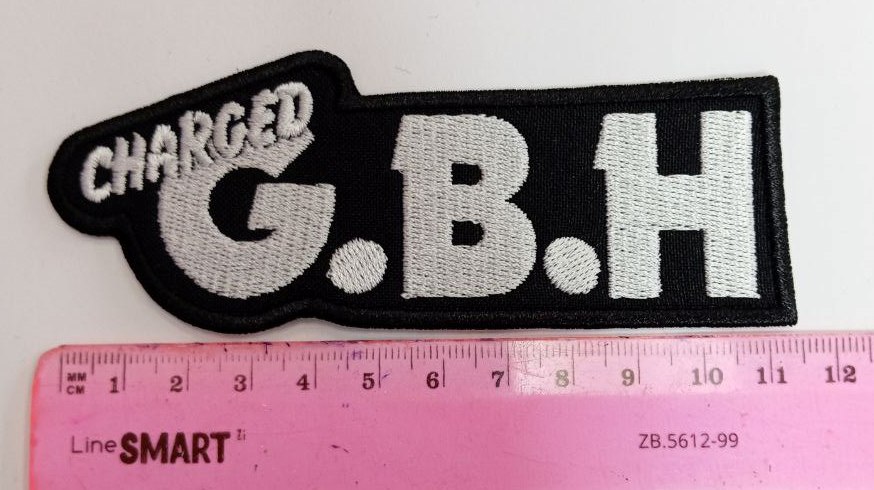 CHARGED
G.B.H
MM
CM 1 2 3 4 5 6 7 8 9 10 11 12
Line SMART Zi
ZB.5612-99